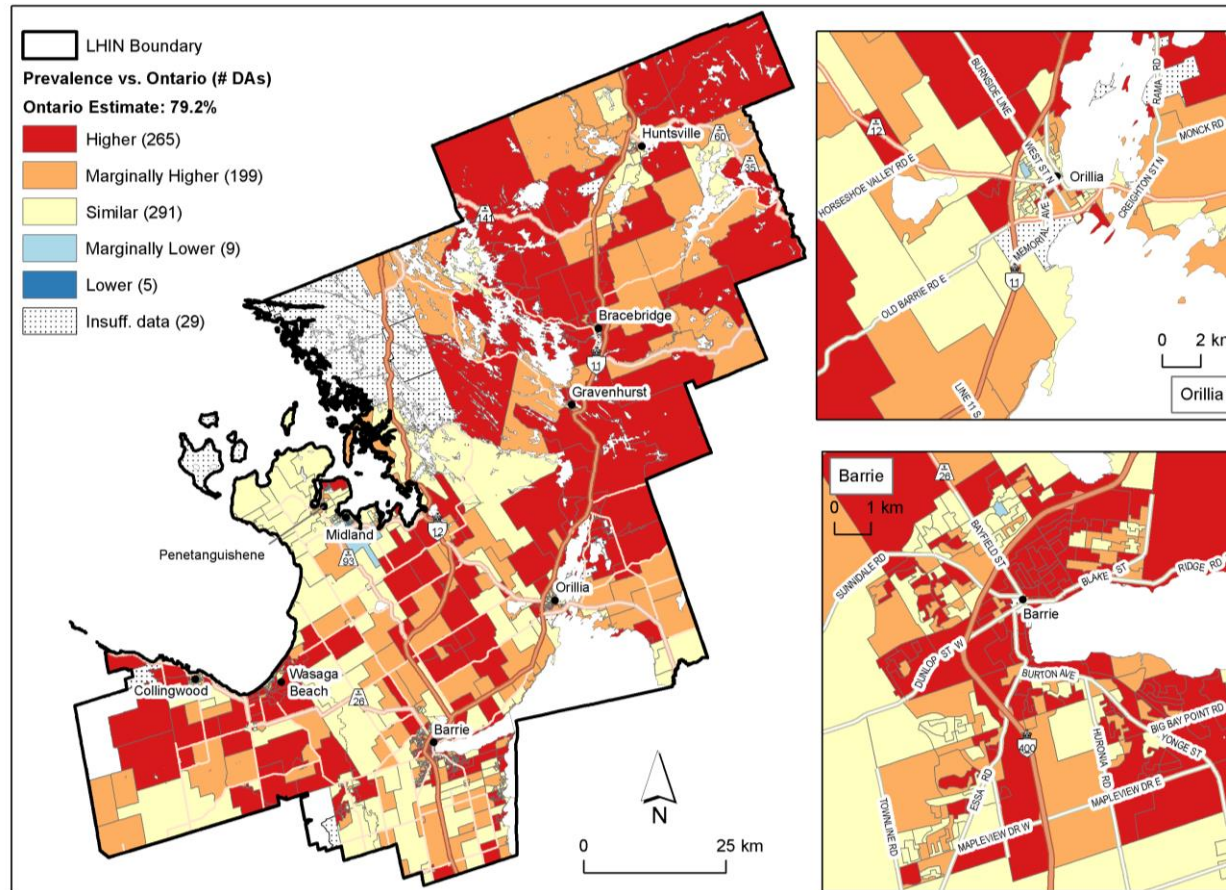 LHIN Boundary
Prevalence vs. Ontario (# DAs)
Ontario Estimate: 79.2%
Higher (265)
Marginally Higher (199)
Similar (291)
Marginally Lower (9)
Lower (5)
Insuff. data (29)
Huntsville
60
35
141
Bracebridge
11
Gravenhurst
Penetanguishene
Midland
12
93
Orillia
Collingwood
Wasaga
Beach
26
Barrie
N
0
25 km
BURNSIDE LINE
RAMA RD
12
MONCK RD
WEST ST N
Orillia
HORSESHOE VALLEY RD E
CREIGHTON ST N
MEMORIAL AVE
OLD BARRIE RD E
11
LINE 11 S
0 2 km
Orillia
Barrie
0 1 km
26
BAYFIELD ST
SUNNIDALE RD
BLAKE ST
RIDGE RD
Barrie
DUNLOP ST W
BURTON AVE
BIG BAY POINT RD
YONGE ST
400
HURONIA RD
ESSA RD
TOWNLINE RD
MAPLEVIEW DR E
MAPLEVIEW DR W